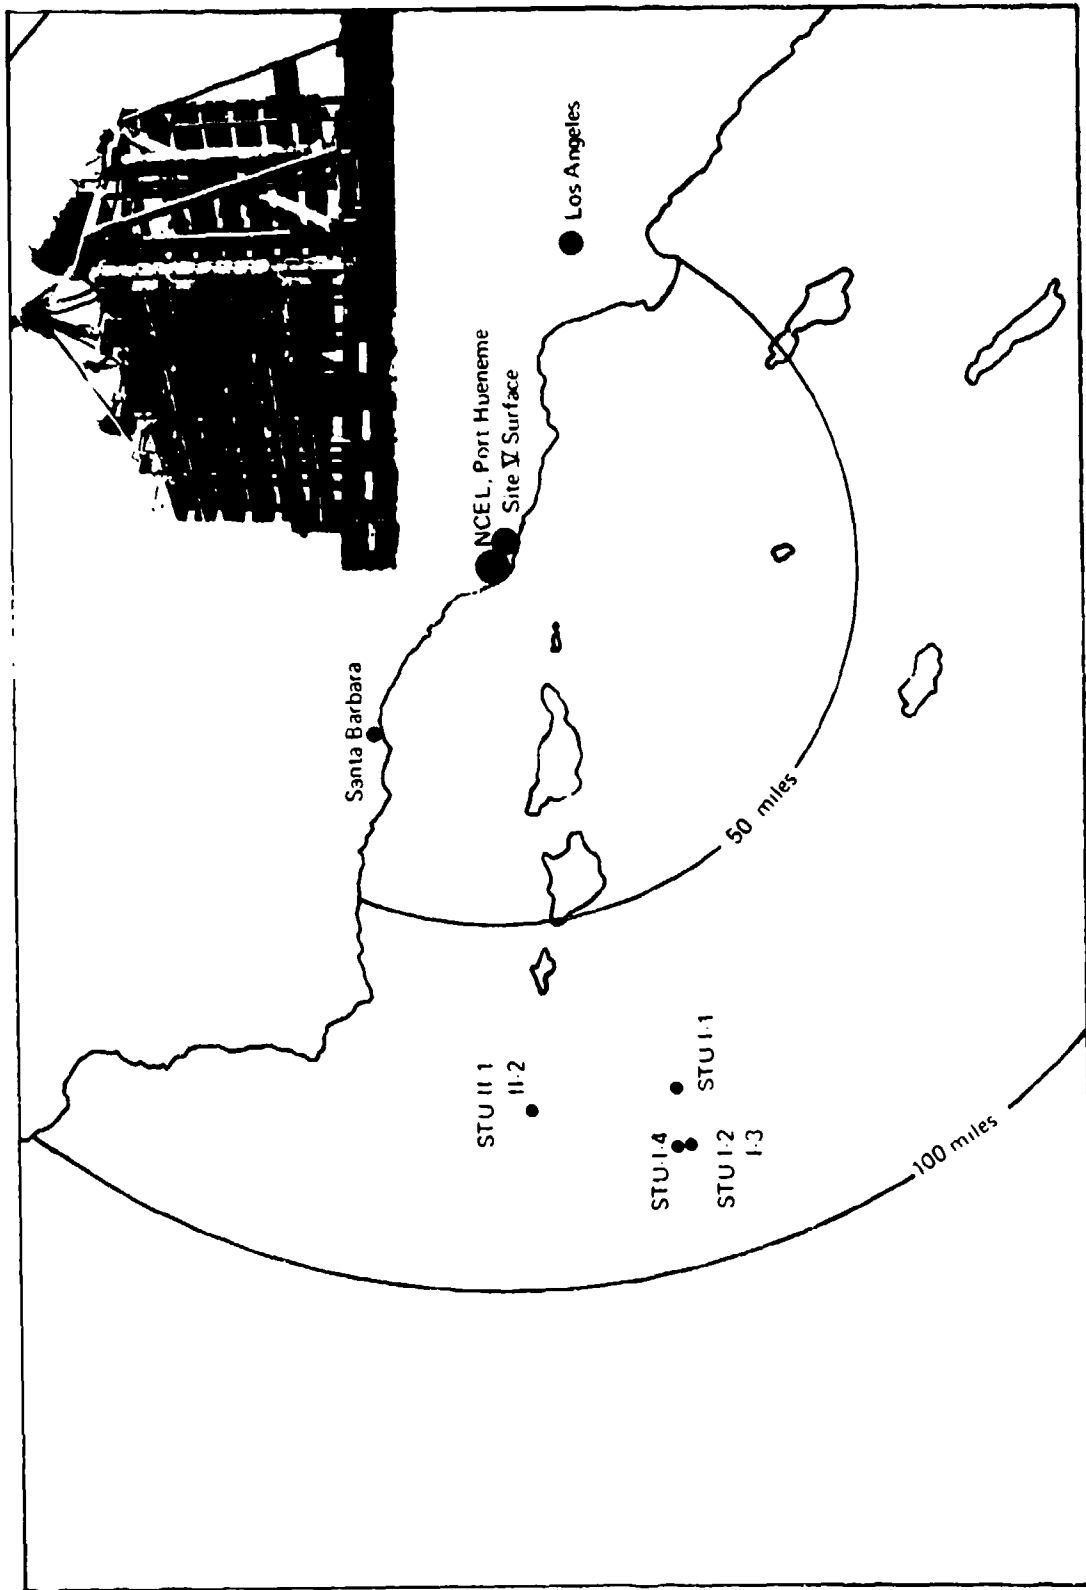 Los Angeles
NCEL, Port Hueneme
Site V Surface
Santa Barbara
50 miles
STU II-1
II-2
STU I-1
STU I-4
STU I-2
I-3
100 miles